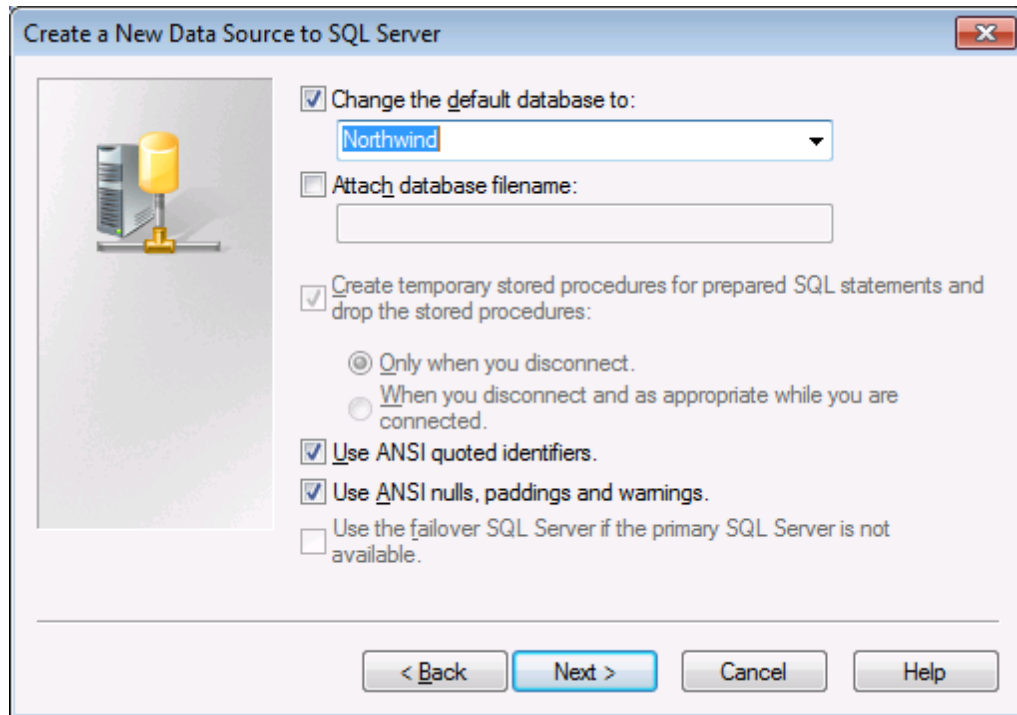 Create a New Data Source to SQL Server
Change the default database to:
Northwind
Attach database filename:
Create temporary stored procedures for prepared SQL statements and
drop the stored procedures:
Only when you disconnect.
When you disconnect and as appropriate while you are
connected.
Use ANSI quoted identifiers.
Use ANSI nulls, paddings and warnings.
Use the failover SQL Server if the primary SQL Server is not
available.
< Back Next > Cancel Help